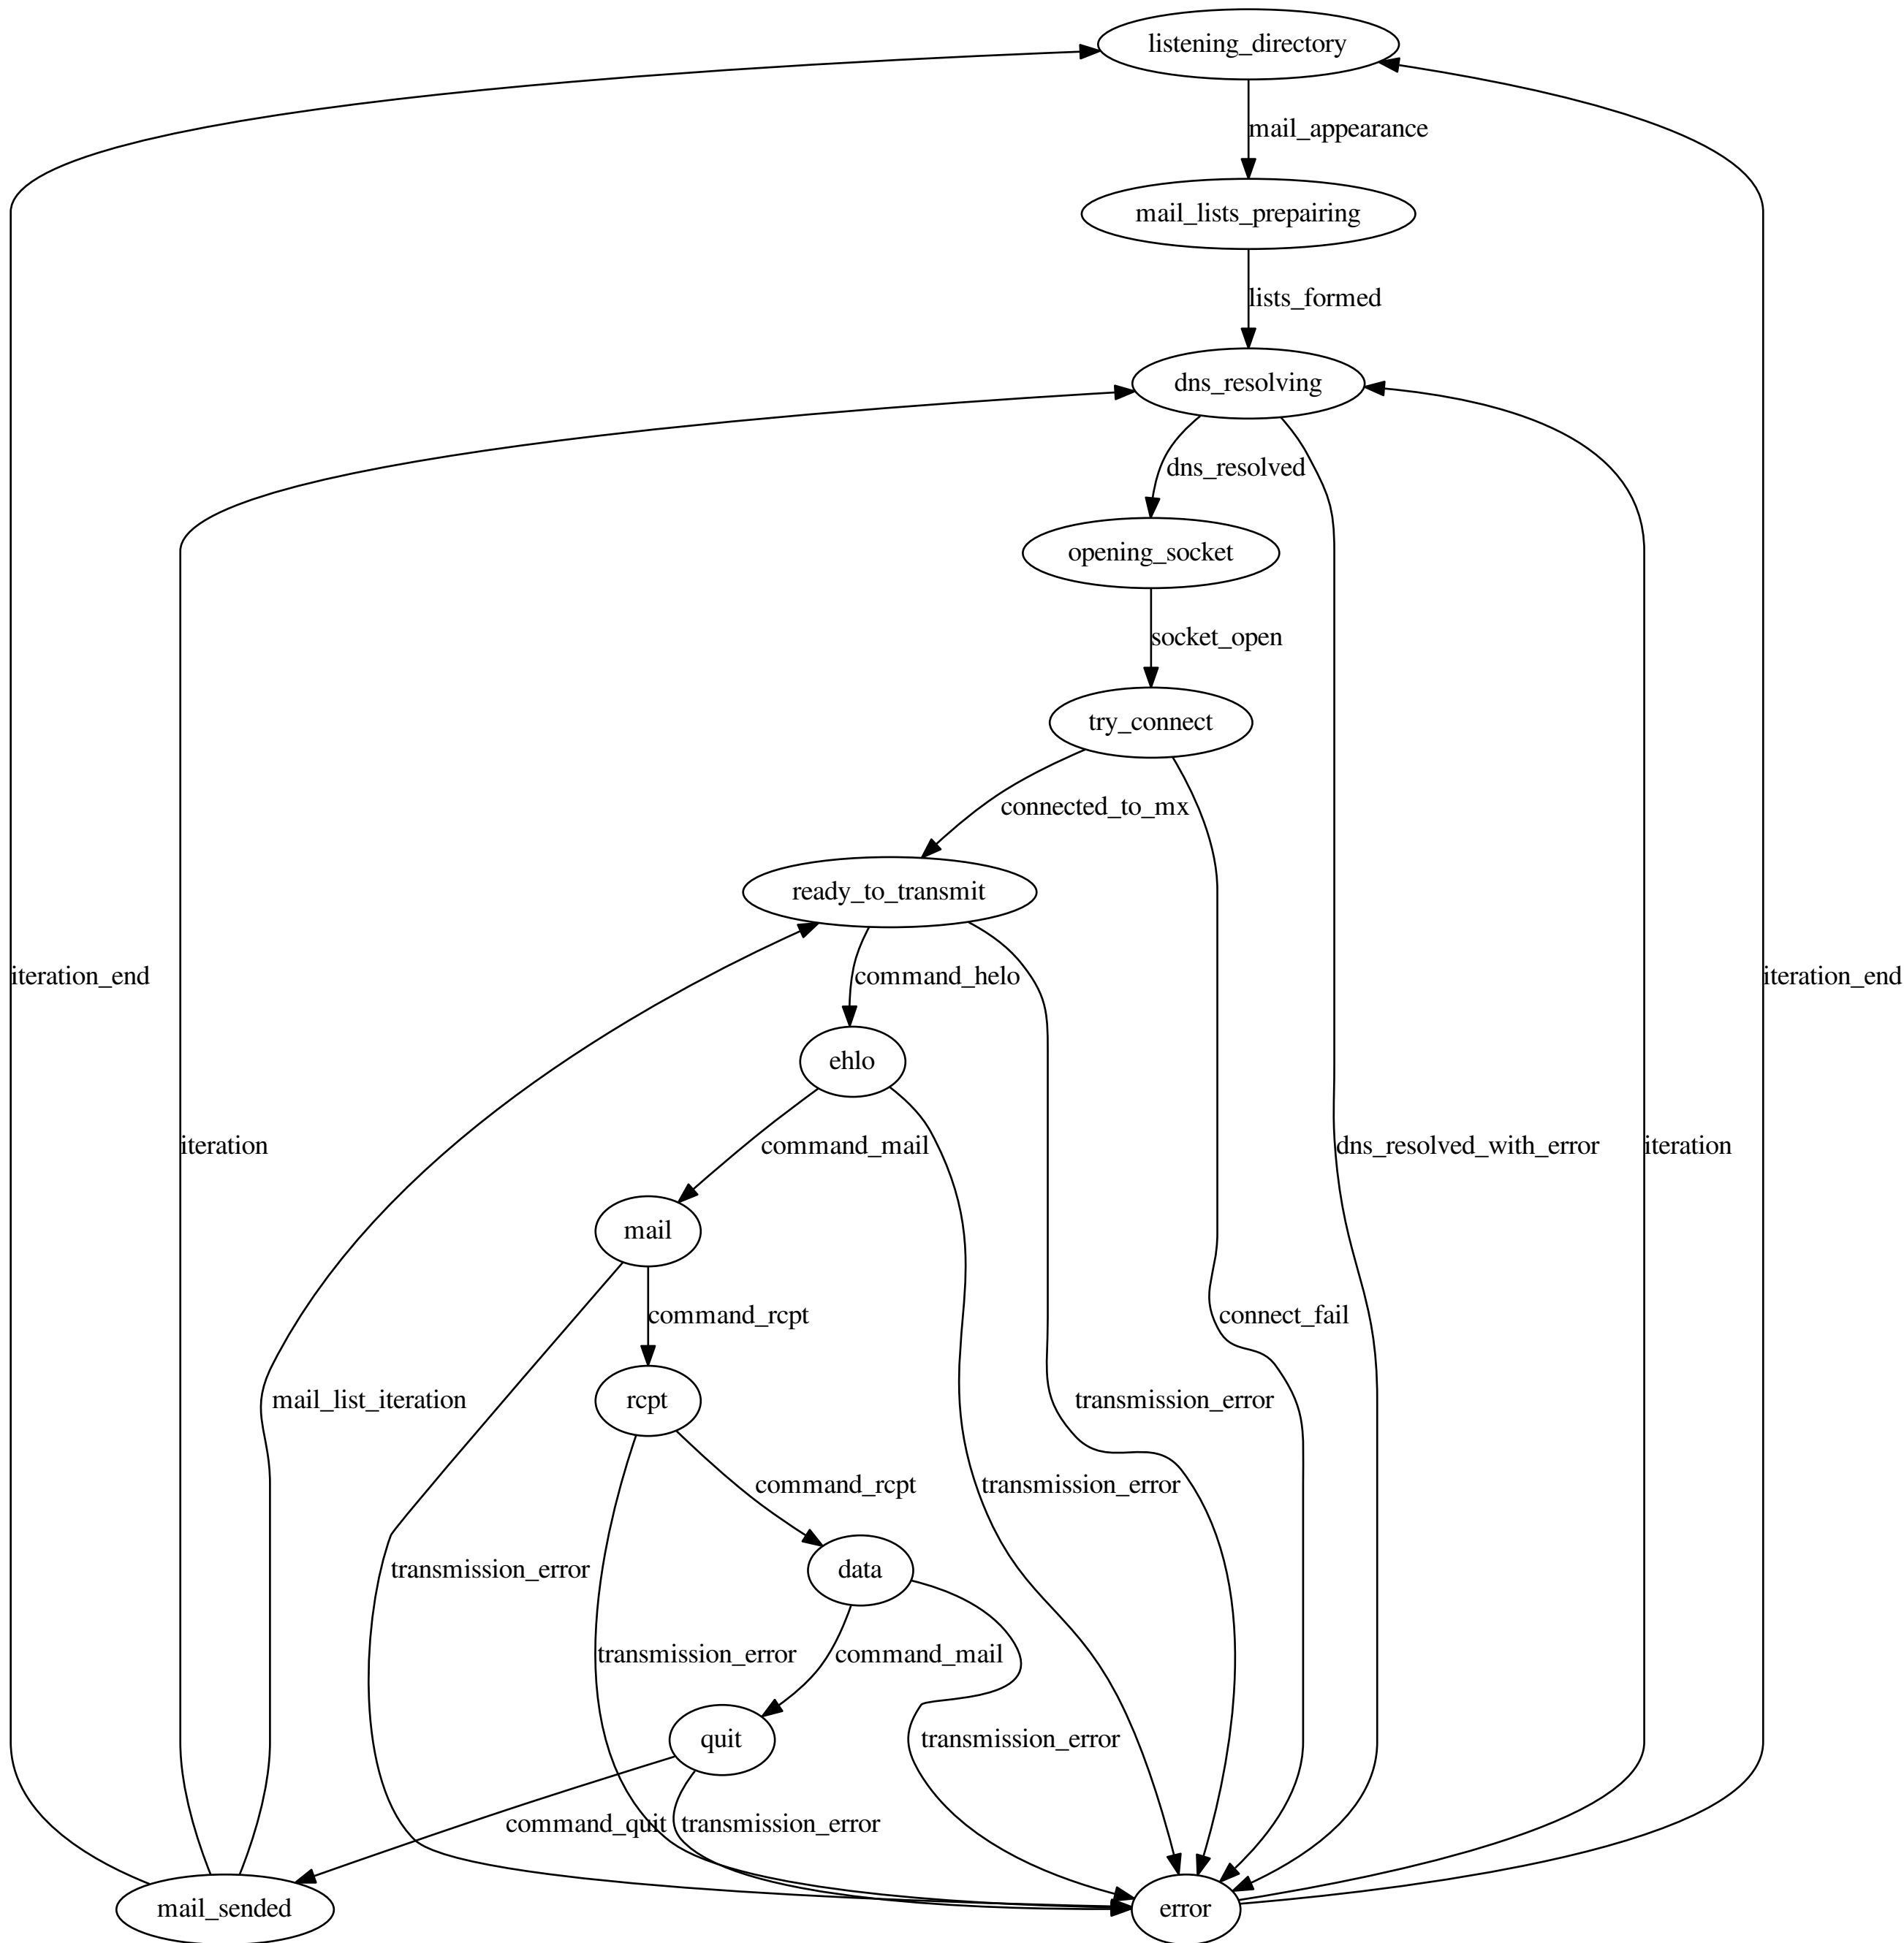 listening_directory
mail_appearance
mail_lists_prepairing
lists_formed
dns_resolving
dns_resolved
opening_socket
socket_open
try_connect
connected_to_mx
ready_to_transmit
iteration_end
command_helo
iteration_end
ehlo
iteration
command_mail
dns_resolved_with_error
iteration
mail
command_rcpt
connect_fail
mail_list_iteration
rcpt
transmission_error
command_rcpt
transmission_error
transmission_error
data
transmission_error
command_mail
quit
transmission_error
command_quit
transmission_error
mail_sended
error